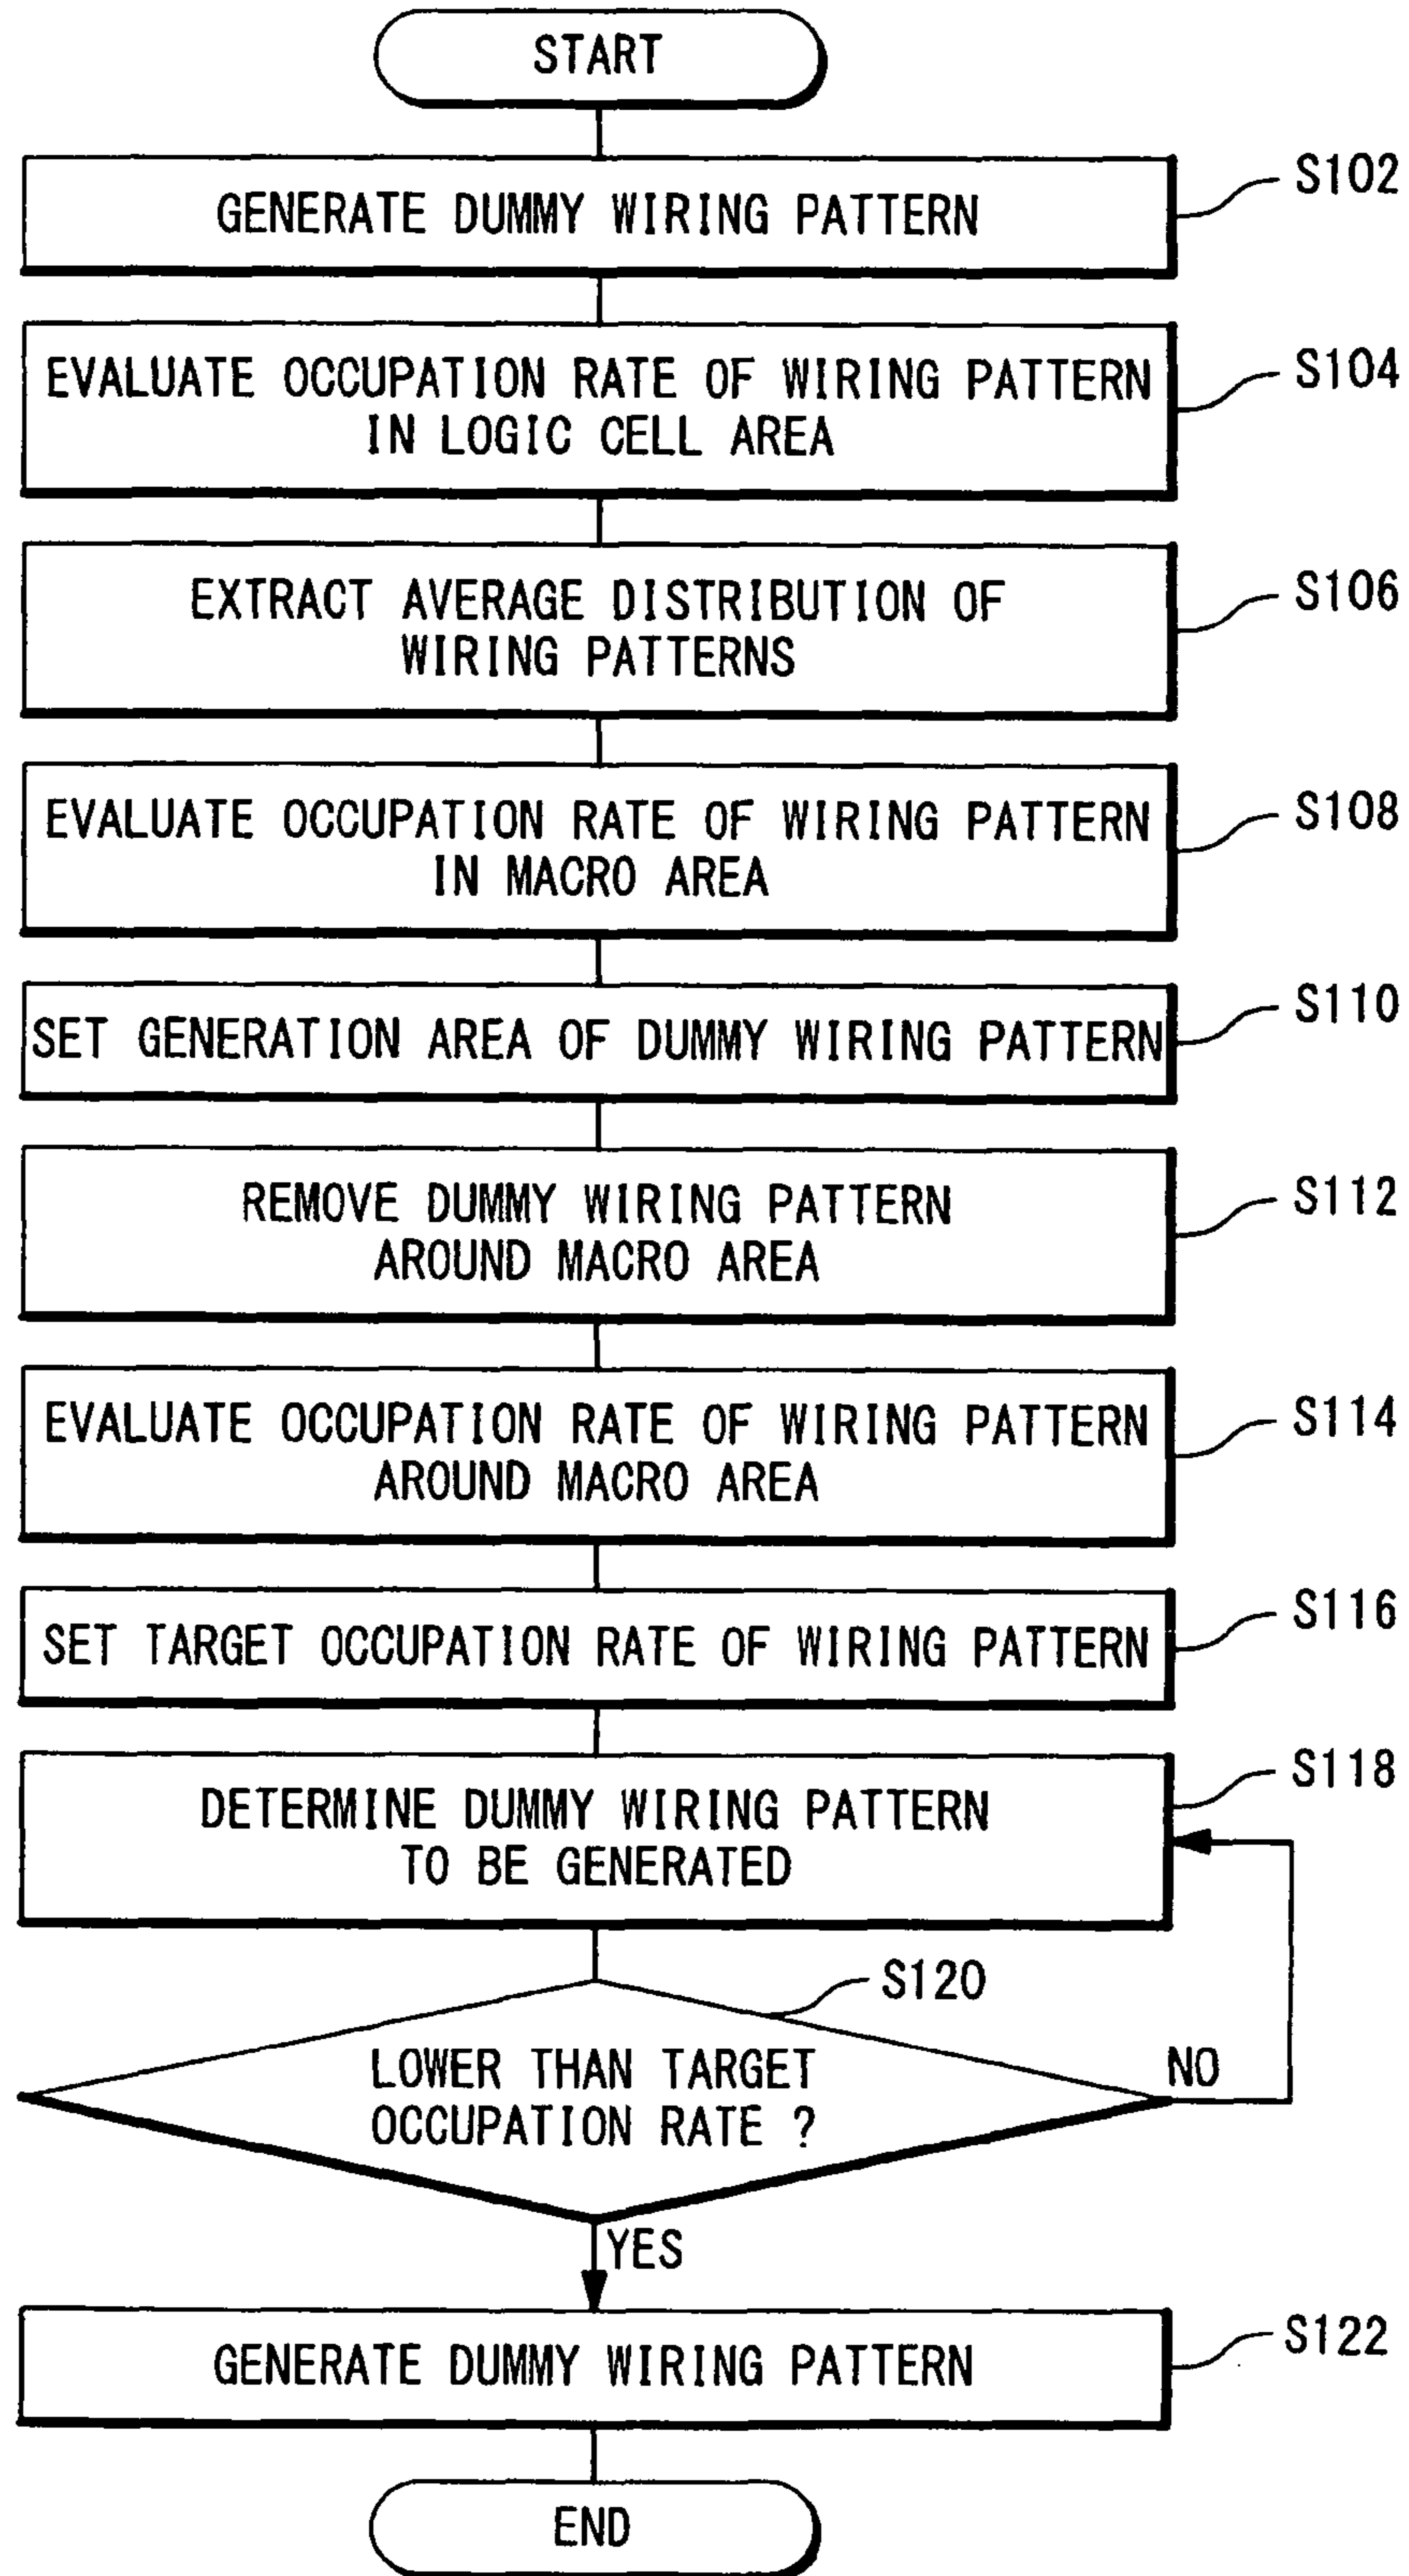 START
GENERATE DUMMY WIRING PATTERN
S102
EVALUATE OCCUPATION RATE OF WIRING PATTERN
IN LOGIC CELL AREA
S104
EXTRACT AVERAGE DISTRIBUTION OF
WIRING PATTERNS
S106
EVALUATE OCCUPATION RATE OF WIRING PATTERN
IN MACRO AREA
S108
SET GENERATION AREA OF DUMMY WIRING PATTERN
S110
REMOVE DUMMY WIRING PATTERN
AROUND MACRO AREA
S112
EVALUATE OCCUPATION RATE OF WIRING PATTERN
AROUND MACRO AREA
S114
SET TARGET OCCUPATION RATE OF WIRING PATTERN
S116
DETERMINE DUMMY WIRING PATTERN
TO BE GENERATED
S118
S120
LOWER THAN TARGET
OCCUPATION RATE ?
NO
YES
GENERATE DUMMY WIRING PATTERN
S122
END